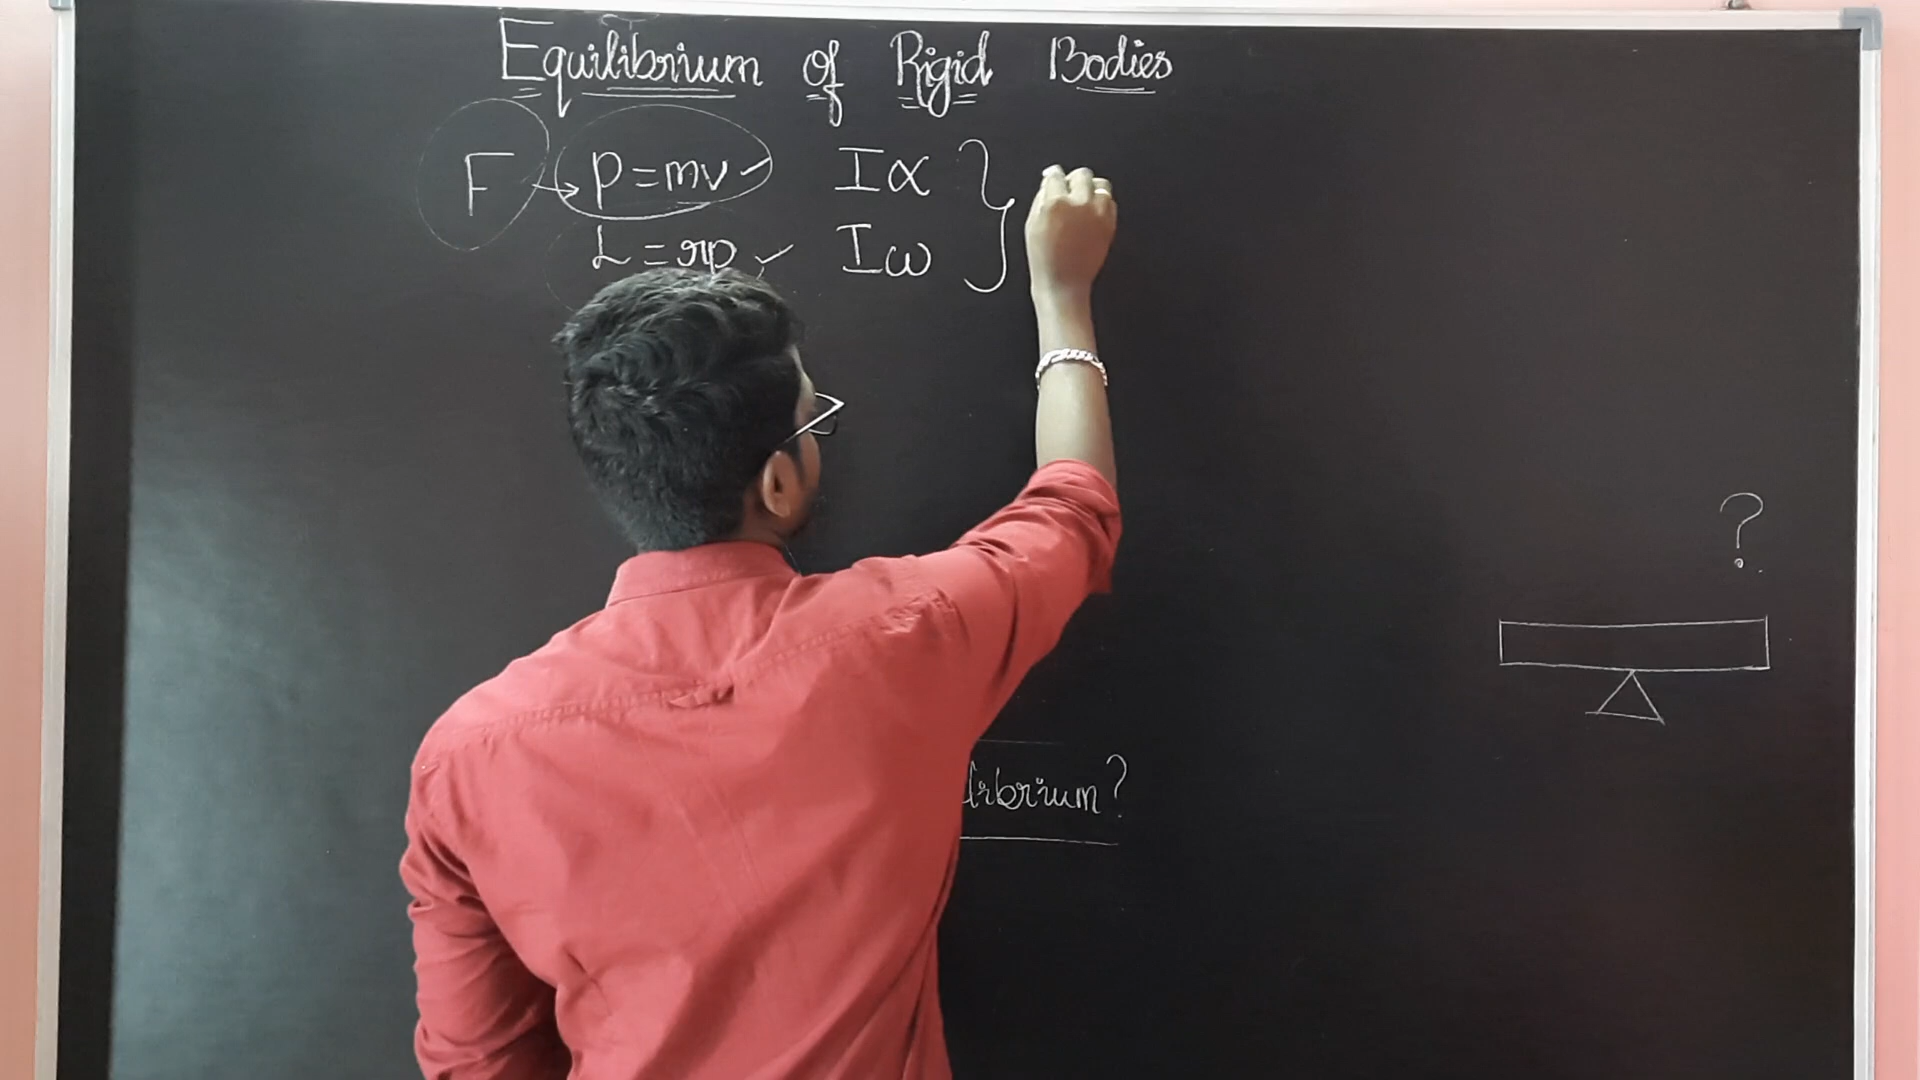 Equilibrium of Rigid Bodies
F → P = mv ✓ Iα
L = rp ✓ Iω
?
librium?